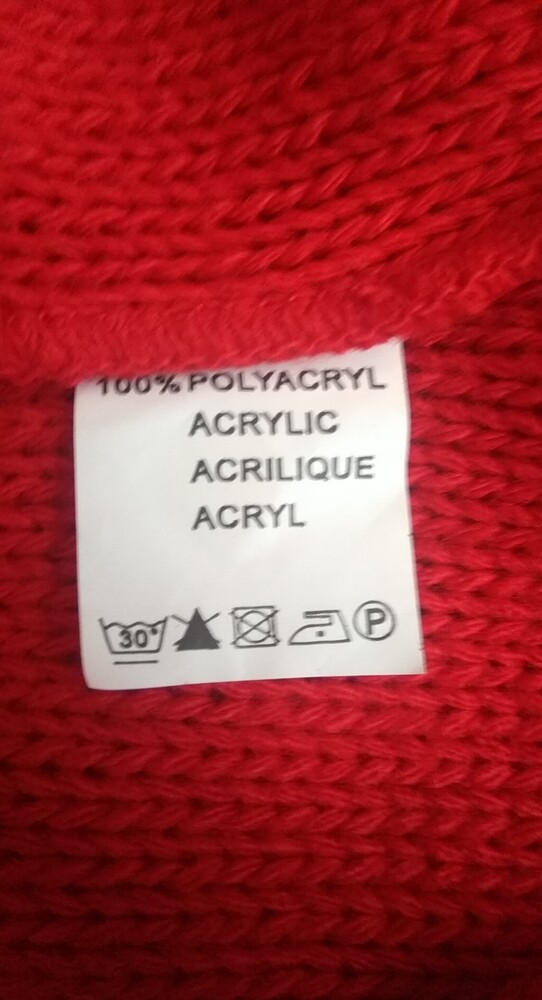 100% POLYACRYL
ACRYLIC
ACRILIQUE
ACRYL
30° P